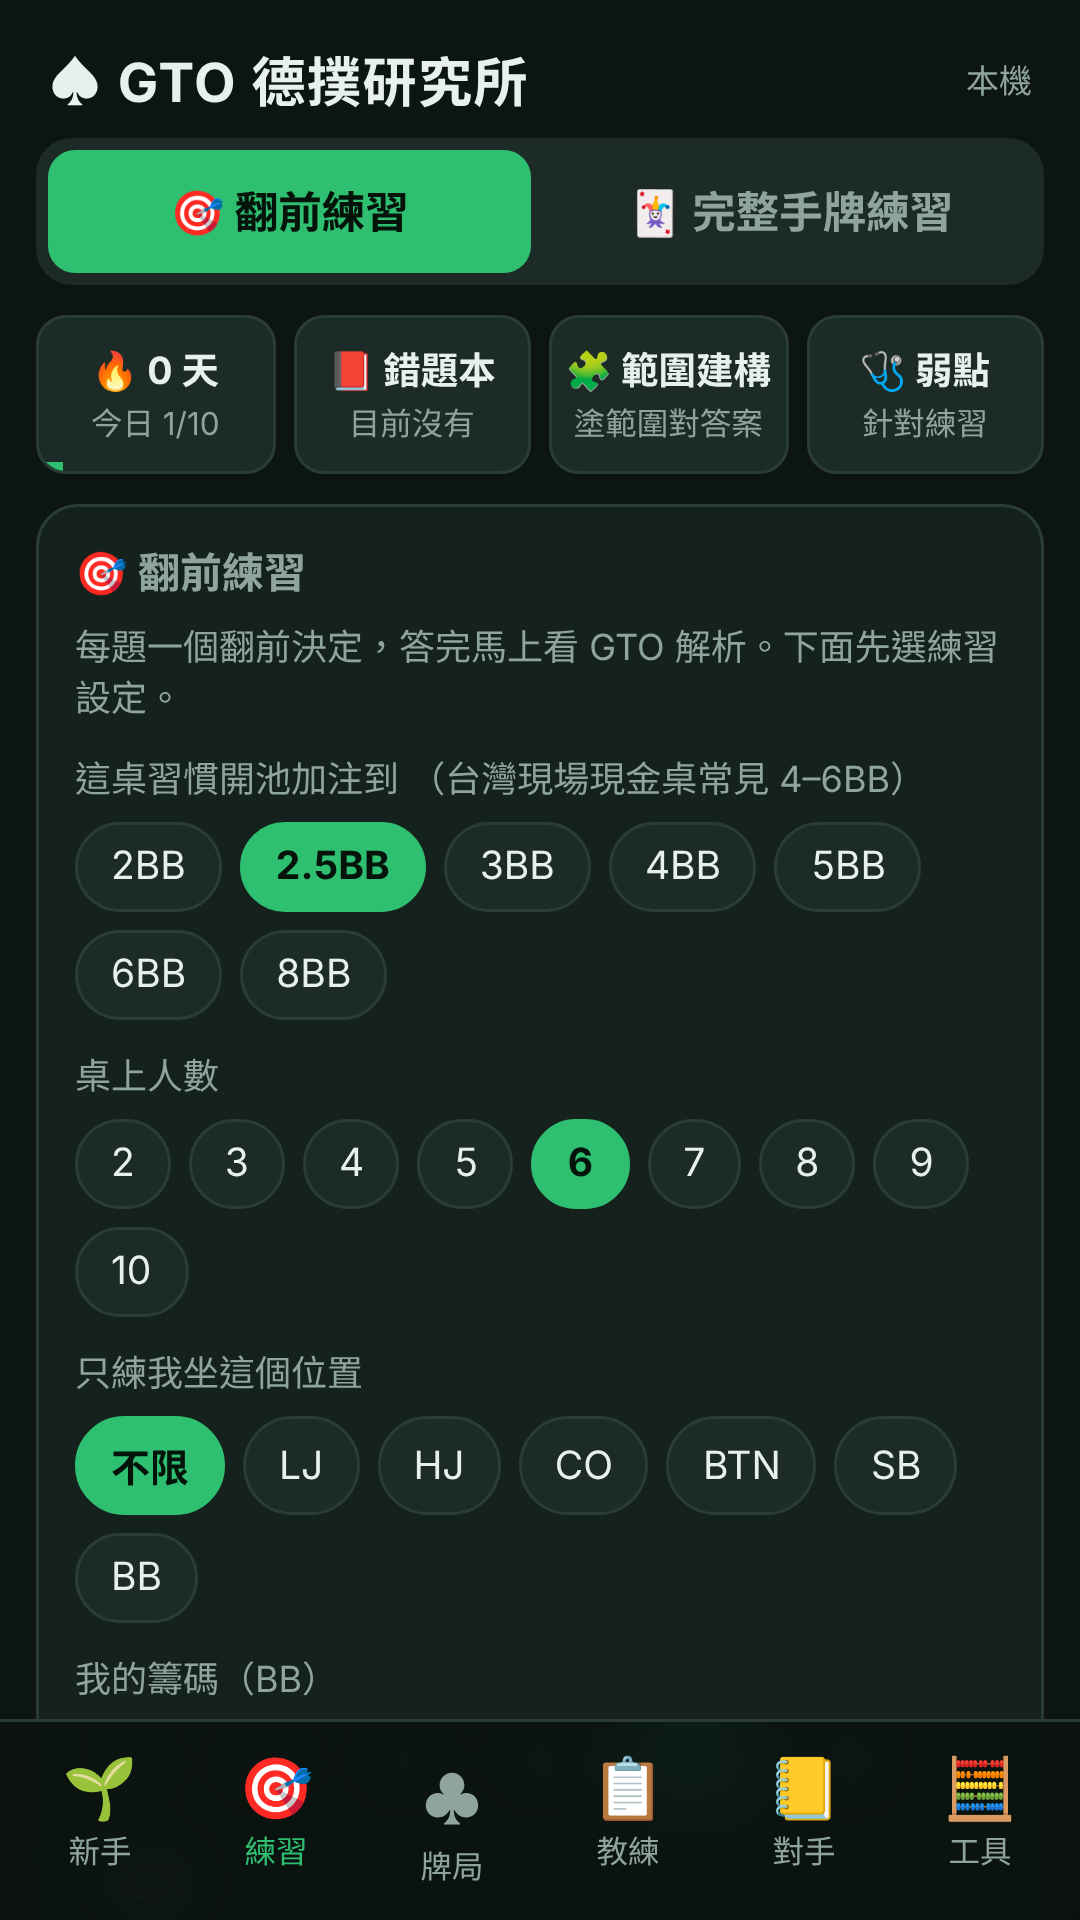 ♠ GTO 德撲研究所
本機
🎯 翻前練習
🃏 完整手牌練習
🔥 0 天
今日 1/10
📕 錯題本
目前沒有
🧩 範圍建構
塗範圍對答案
🩺 弱點
針對練習
🎯 翻前練習
每題一個翻前決定，答完馬上看 GTO 解析。下面先選練習
設定。
這桌習慣開池加注到 （台灣現場現金桌常見 4–6BB）
2BB 2.5BB 3BB 4BB 5BB
6BB 8BB
桌上人數
2 3 4 5 6 7 8 9
10
只練我坐這個位置
不限 LJ HJ CO BTN SB
BB
我的籌碼（BB）
新手 練習 牌局 教練 對手 工具